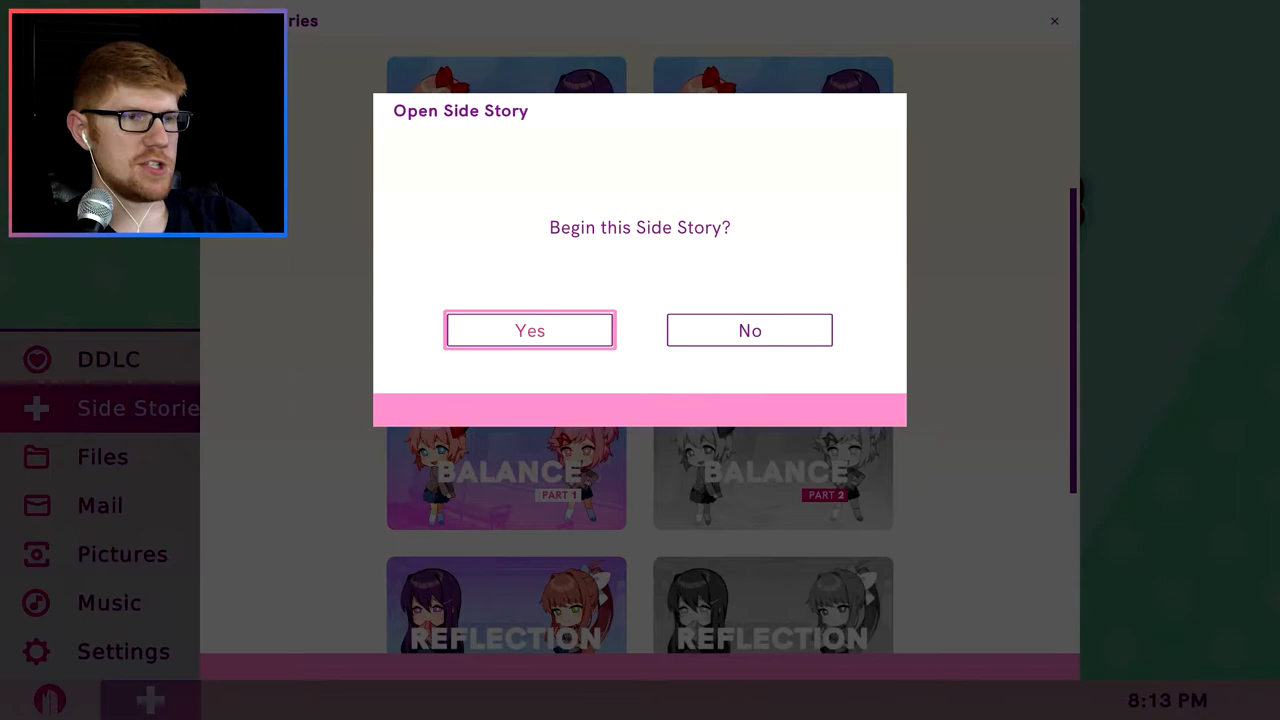 ries
×
Open Side Story
Begin this Side Story?
Yes
No
DDLC
Side Storie
Files
Mail
Pictures
Music
Settings
BALANCE
PART 1
BALANCE
PART 2
REFLECTION
REFLECTION
8:13 PM